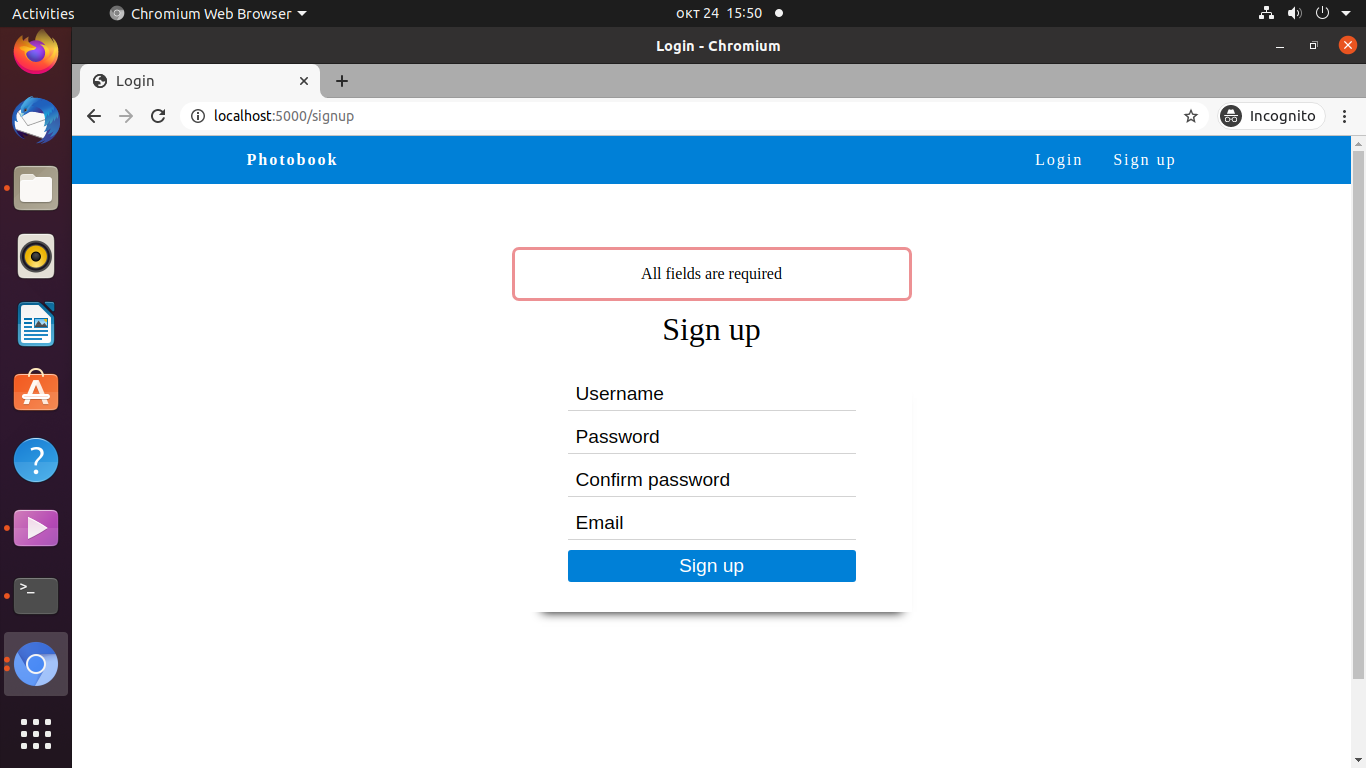 Activities
Chromium Web Browser
окт 24 15:50
Login - Chromium
Login
localhost:5000/signup
Incognito
Photobook
Login
Sign up
All fields are required
Sign up
Username
Password
Confirm password
Email
Sign up